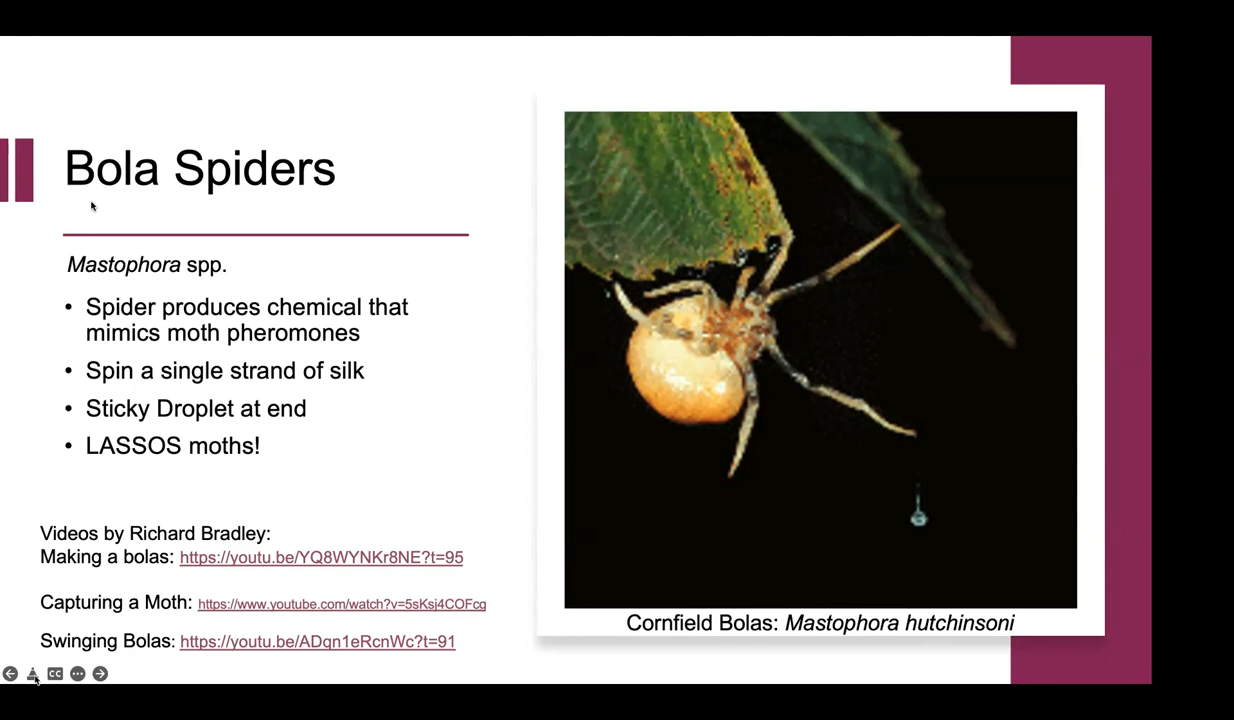 Bola Spiders
Mastophora spp.
• Spider produces chemical that
mimics moth pheromones
• Spin a single strand of silk
• Sticky Droplet at end
• LASSOS moths!
Videos by Richard Bradley:
Making a bolas: https://youtu.be/YQ8WYNKr8NE?t=95
Capturing a Moth: https://www.youtube.com/watch?v=5sKsj4COFcg
Swinging Bolas: https://youtu.be/ADqn1eRcnWc?t=91
Cornfield Bolas: Mastophora hutchinsoni
CC